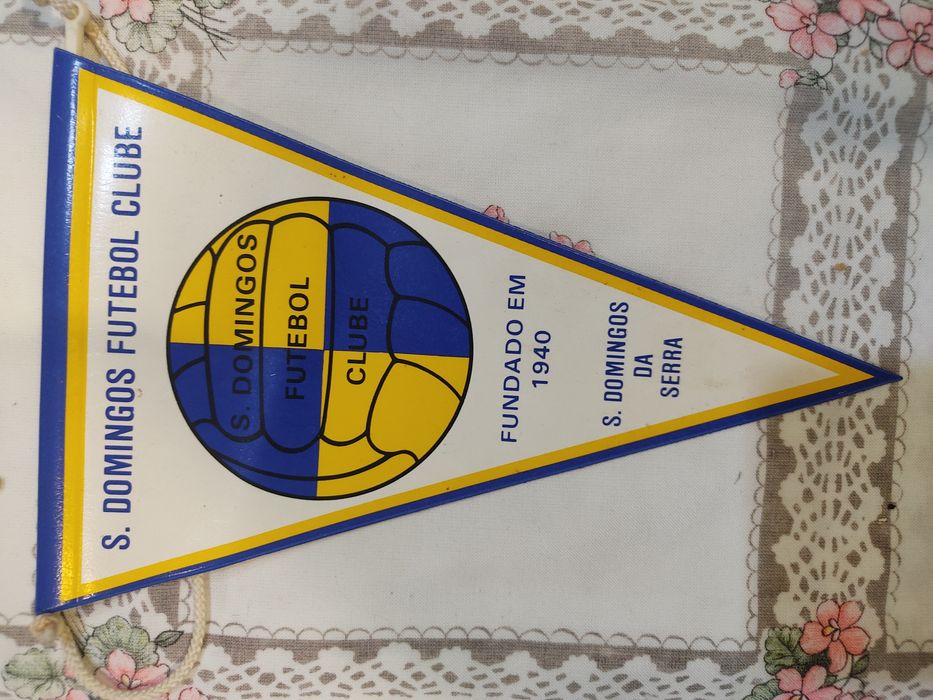 S. DOMINGOS FUTEBOL CLUBE
S. DOMINGOS
FUTEBOL
CLUBE
FUNDADO EM
1940
S. DOMINGOS
DA
SERRA